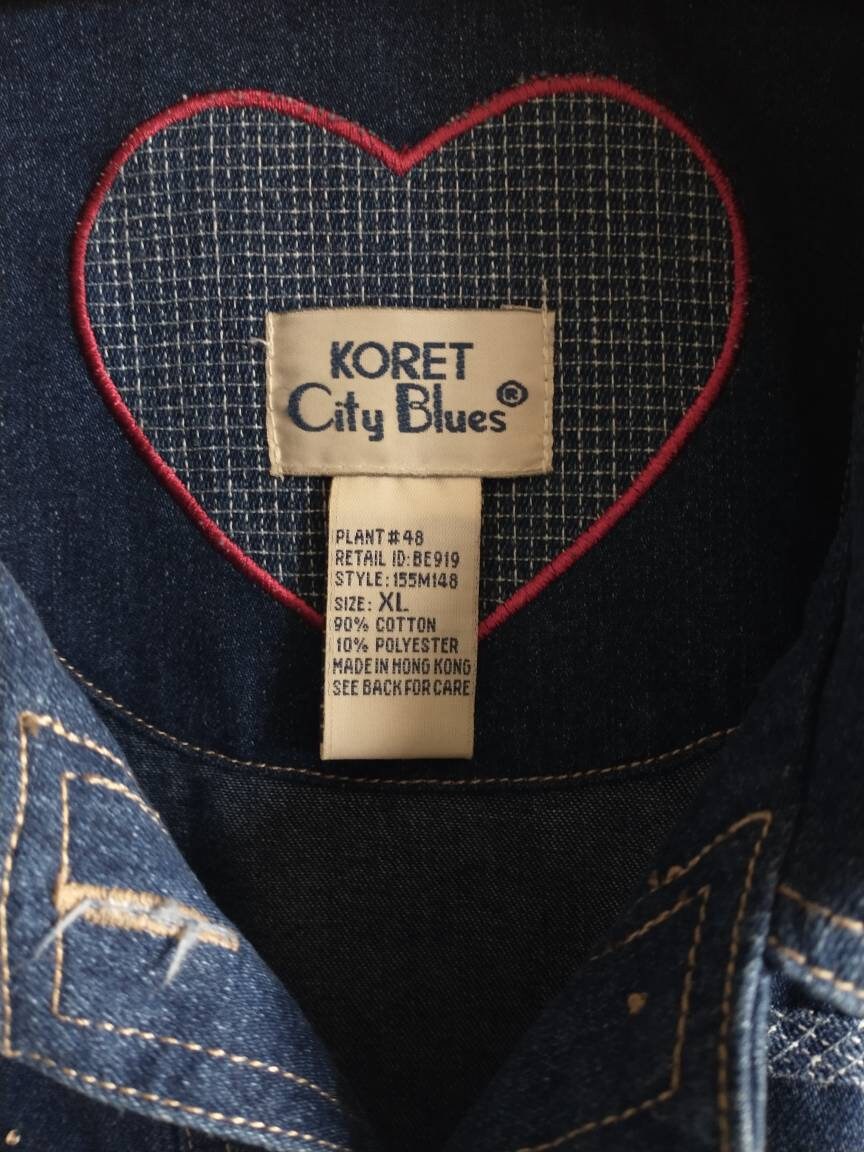 KORET
City Blues®
PLANT#48
RETAIL ID:BE919
STYLE:155M148
SIZE: XL
90% COTTON
10% POLYESTER
MADE IN HONG KONG
SEE BACK FOR CARE